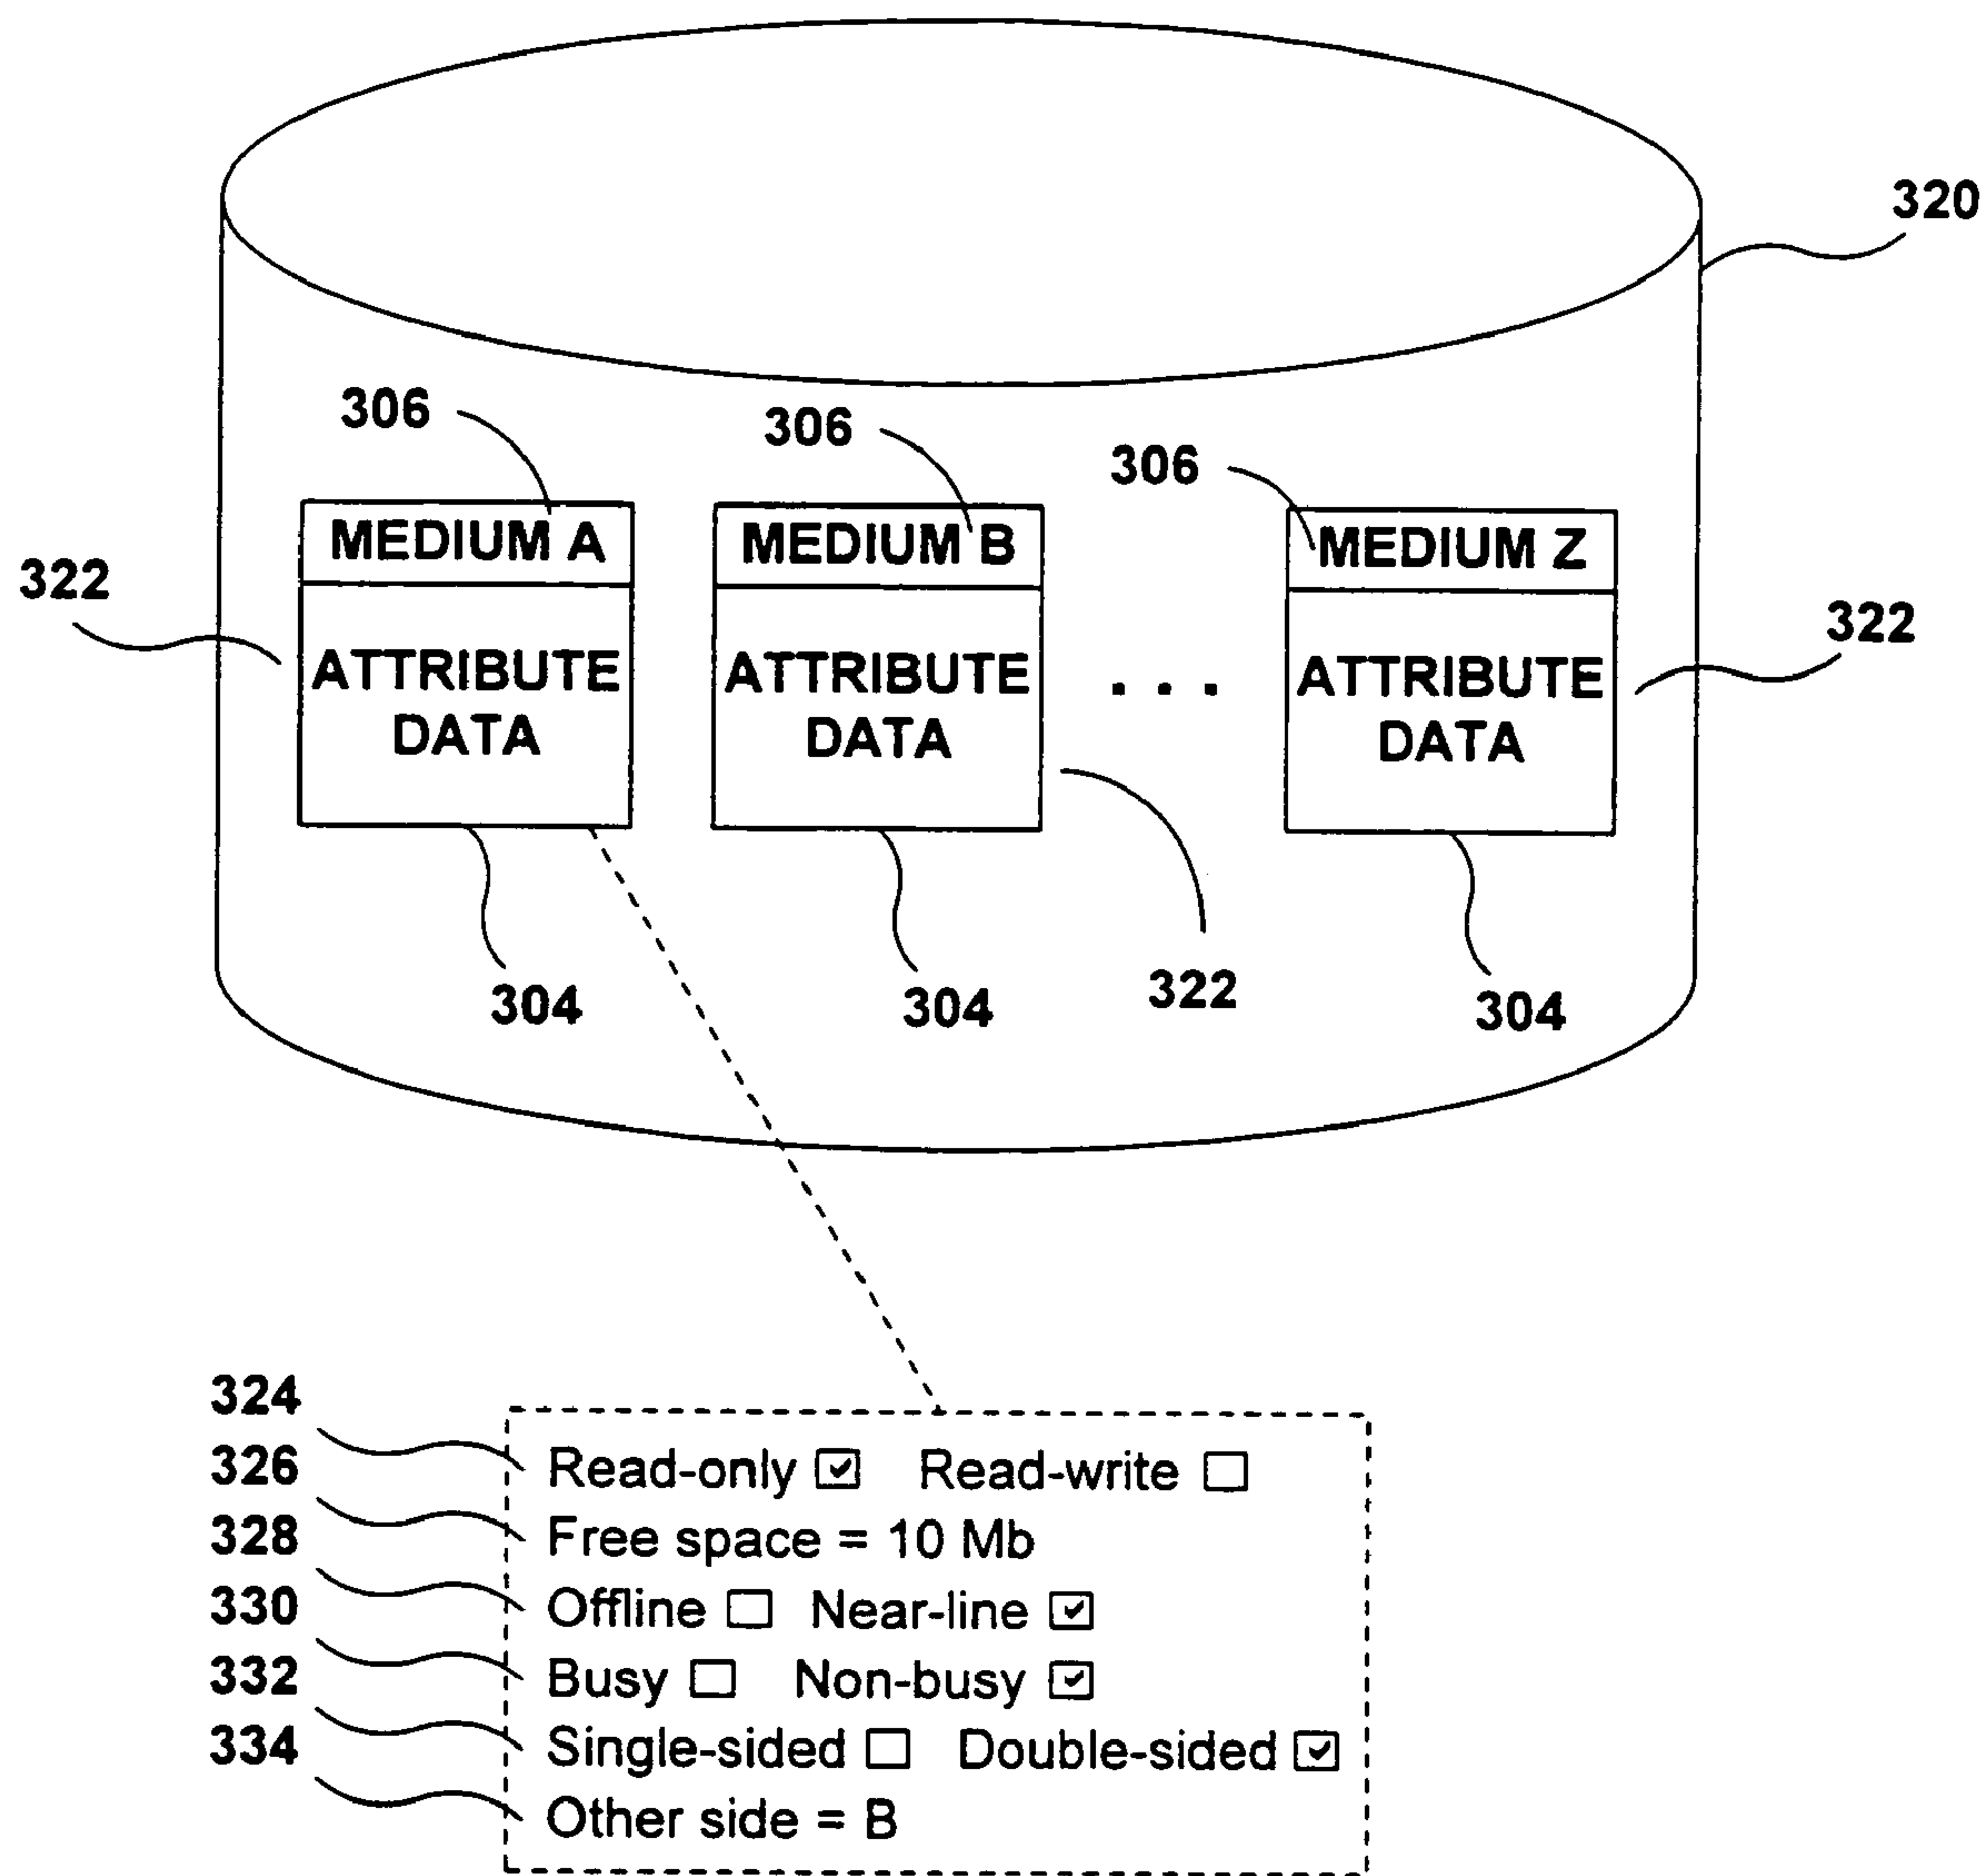 320
306
306
306
MEDIUM A
MEDIUM B
MEDIUM Z
322
322
ATTRIBUTE
DATA
ATTRIBUTE
DATA
. . .
ATTRIBUTE
DATA
304
304
322
304
324
326
Read-only ☑ Read-write ☐
328
Free space = 10 Mb
330
Offline ☐ Near-line ☑
332
Busy ☐ Non-busy ☑
334
Single-sided ☐ Double-sided ☑
Other side = B